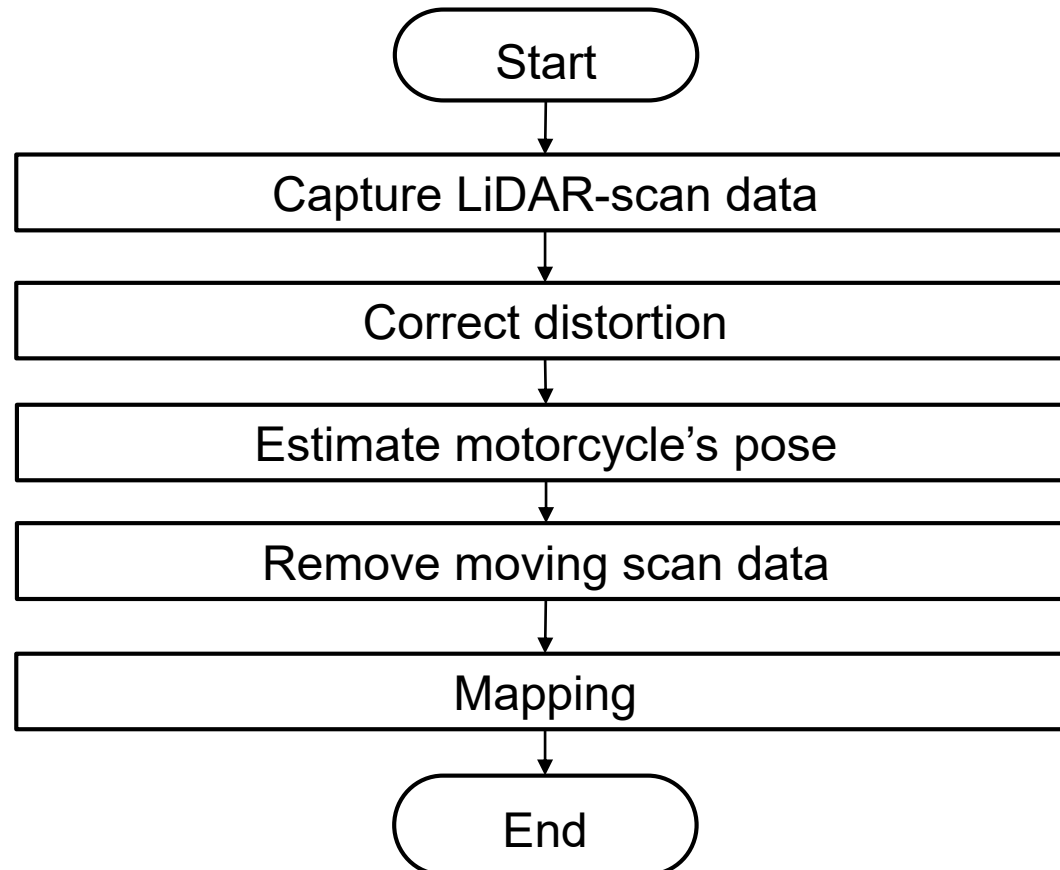 Start
Capture LiDAR-scan data
Correct distortion
Estimate motorcycle’s pose
Remove moving scan data
Mapping
End